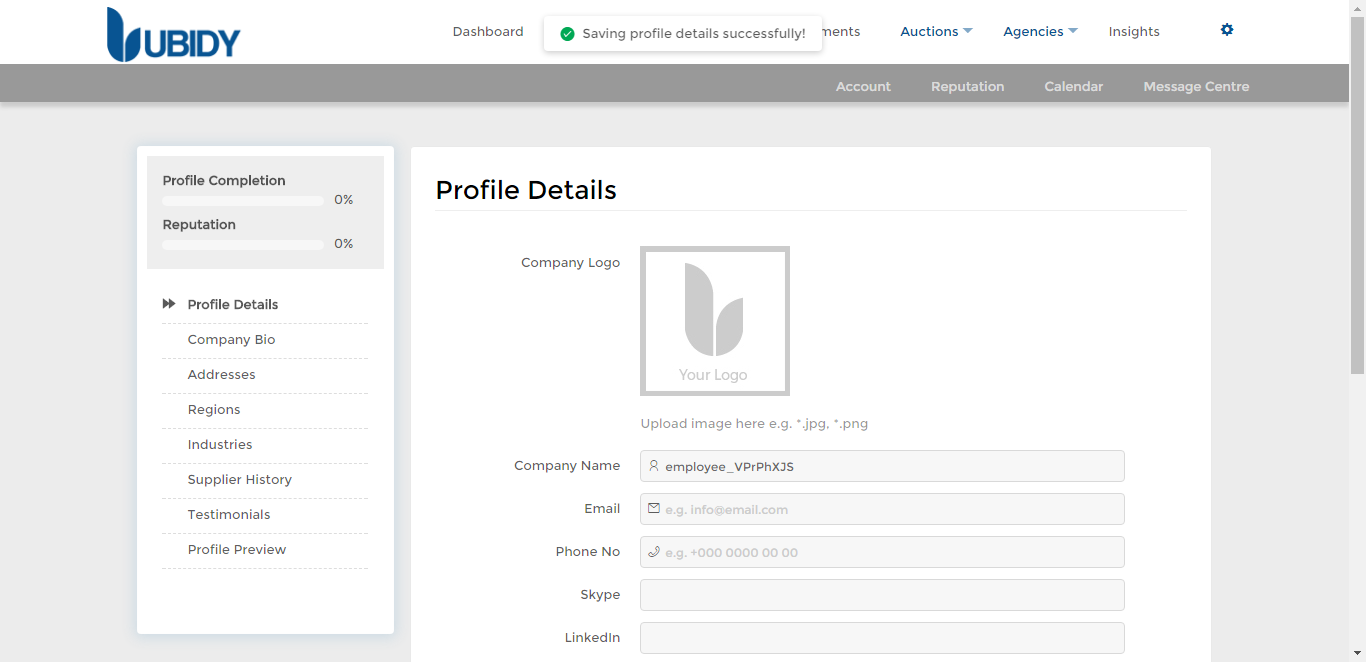 UBIDY
Dashboard
Saving profile details successfully!
Auctions
Agencies
Insights
Account
Reputation
Calendar
Message Centre
Profile Completion
0%
Reputation
0%
Profile Details
Company Bio
Addresses
Regions
Industries
Supplier History
Testimonials
Profile Preview
Profile Details
Company Logo
Your Logo
Upload image here e.g. *.jpg, *.png
Company Name
employee_VPrPhXJS
Email
e.g. info@email.com
Phone No
e.g. +000 0000 00 00
Skype
LinkedIn